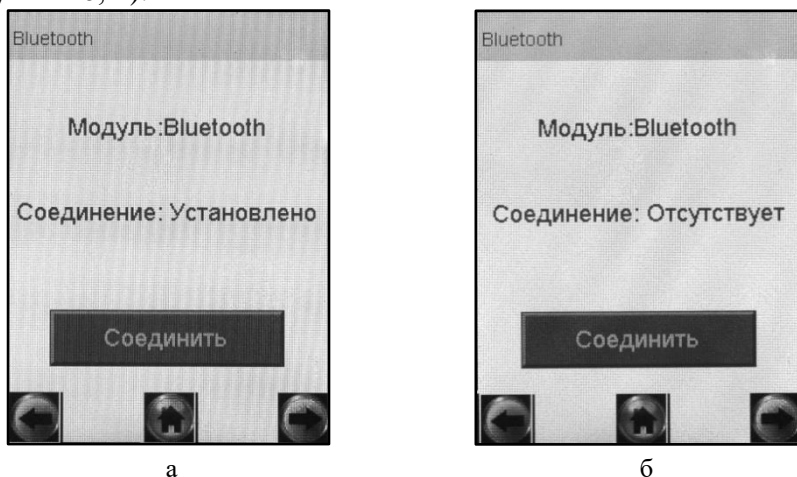 Bluetooth
Модуль:Bluetooth
Соединение: Установлено
Соединить
а
Bluetooth
Модуль:Bluetooth
Соединение: Отсутствует
Соединить
б